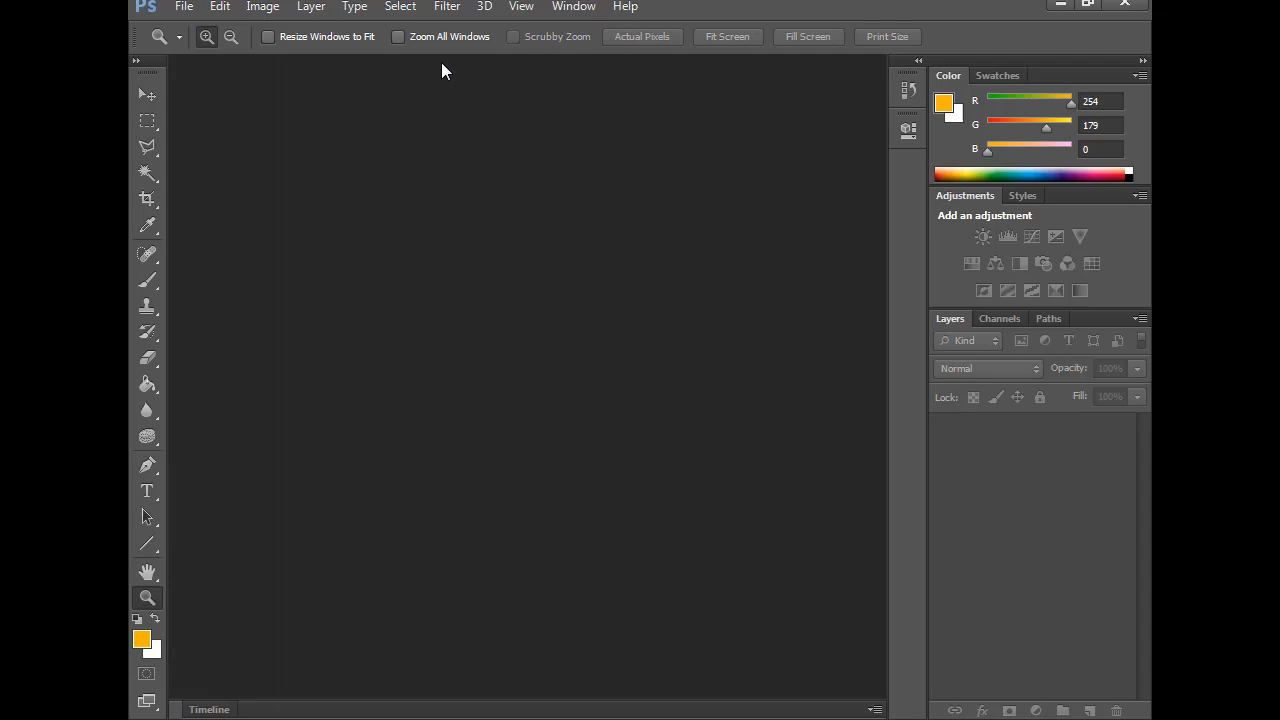 Ps File Edit Image Layer Type Select Filter 3D View Window Help
Resize Windows to Fit Zoom All Windows Scrubby Zoom Actual Pixels Fit Screen Fill Screen Print Size
Color Swatches
R 254
G 179
B 0
Adjustments Styles
Add an adjustment
Layers Channels Paths
Kind
Normal Opacity: 100%
Lock: Fill: 100%
Timeline